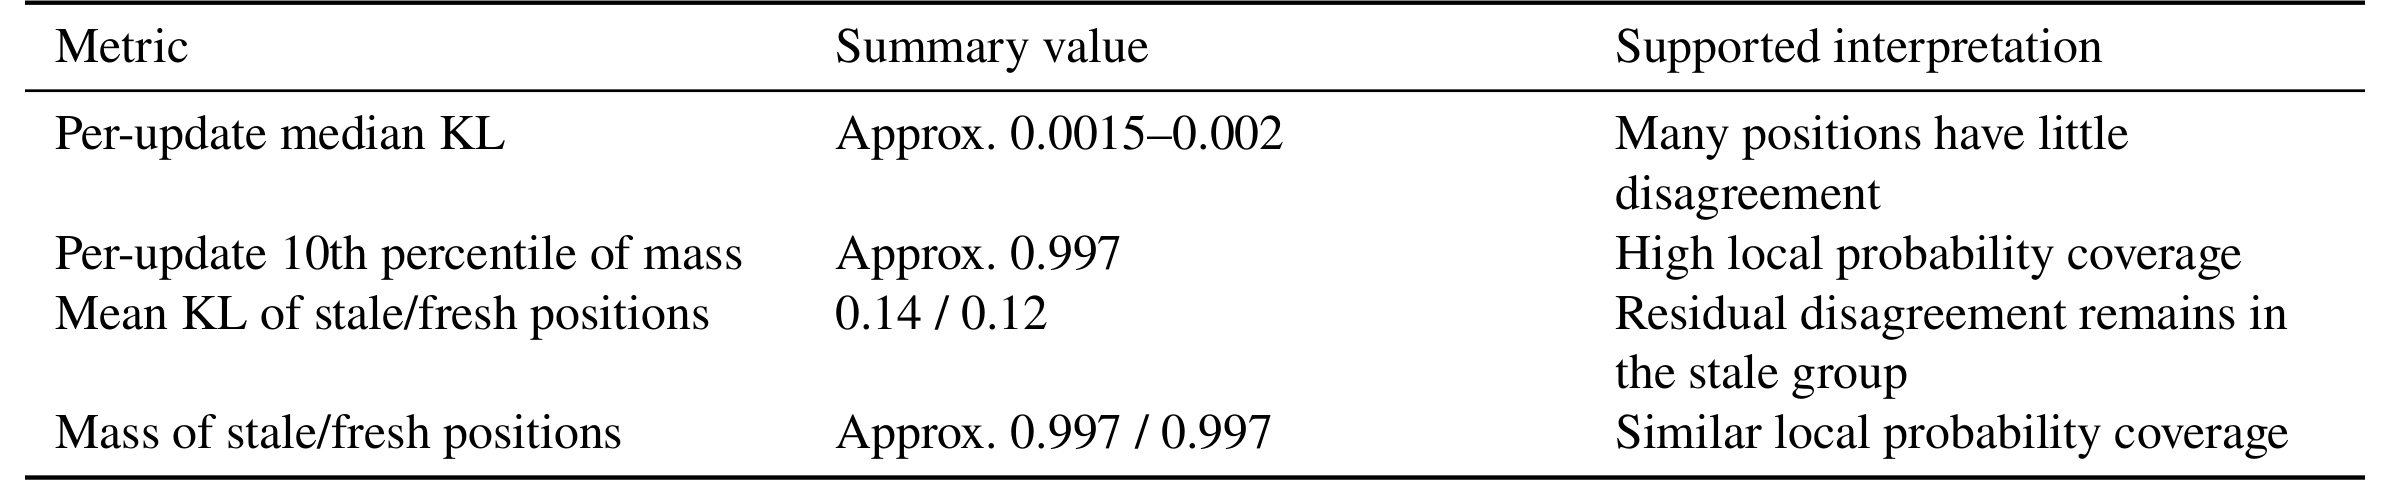 Metric Summary value Supported interpretation
Per-update median KL Approx. 0.0015–0.002 Many positions have little
disagreement
Per-update 10th percentile of mass Approx. 0.997 High local probability coverage
Mean KL of stale/fresh positions 0.14 / 0.12 Residual disagreement remains in
the stale group
Mass of stale/fresh positions Approx. 0.997 / 0.997 Similar local probability coverage